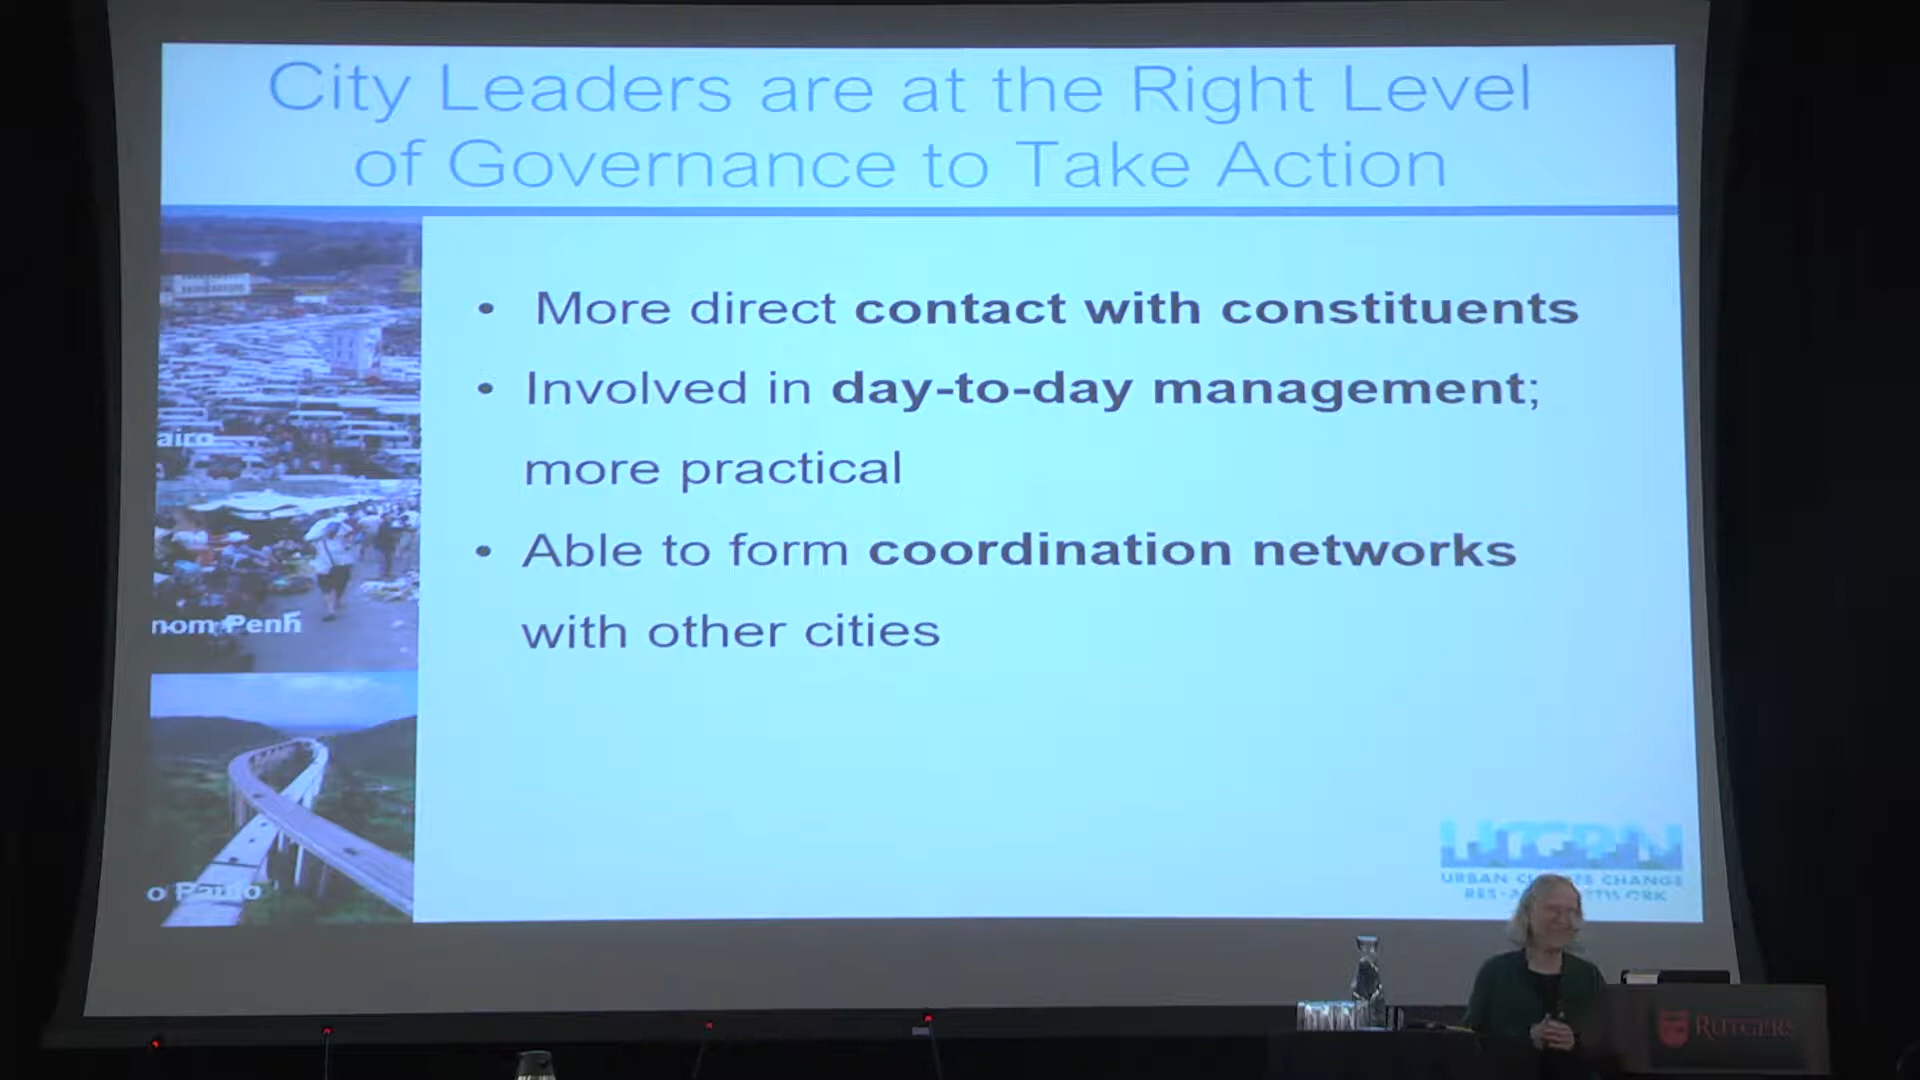 City Leaders are at the Right Level
of Governance to Take Action
• More direct contact with constituents
• Involved in day-to-day management;
more practical
• Able to form coordination networks
with other cities
airo
nom Penh
o Paulo
UCCRN
URBAN CLIMATE CHANGE
RUTGERS